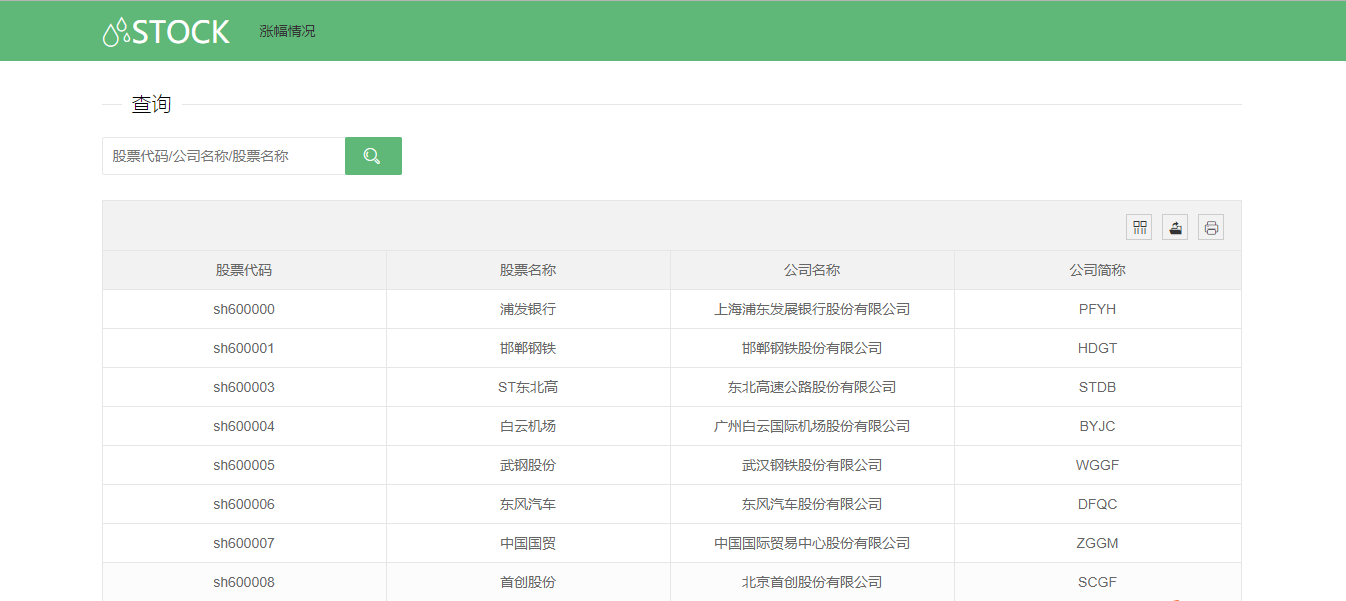 STOCK 涨幅情况
查询
股票代码/公司名称/股票名称
股票代码 股票名称 公司名称 公司简称
sh600000 浦发银行 上海浦东发展银行股份有限公司 PFYH
sh600001 邯郸钢铁 邯郸钢铁股份有限公司 HDGT
sh600003 ST东北高 东北高速公路股份有限公司 STDB
sh600004 白云机场 广州白云国际机场股份有限公司 BYJC
sh600005 武钢股份 武汉钢铁股份有限公司 WGGF
sh600006 东风汽车 东风汽车股份有限公司 DFQC
sh600007 中国国贸 中国国际贸易中心股份有限公司 ZGGM
sh600008 首创股份 北京首创股份有限公司 SCGF